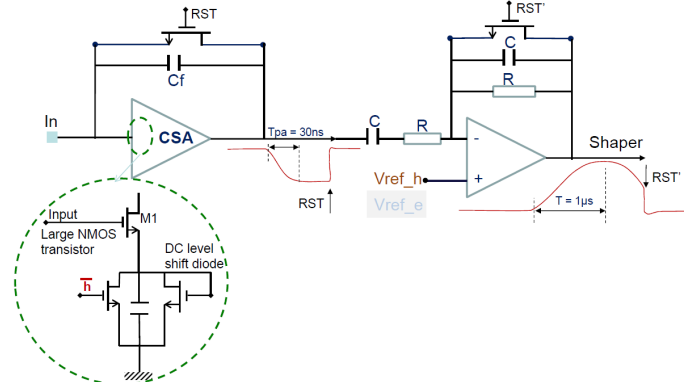 RST
RST'
Cf
C
In
CSA
Tpa = 30ns
C
R
R
-
+
Shaper
Vref_h
Vref_e
RST
RST'
T = 1µs
Input
M1
Large NMOS
transistor
DC level
shift diode
h